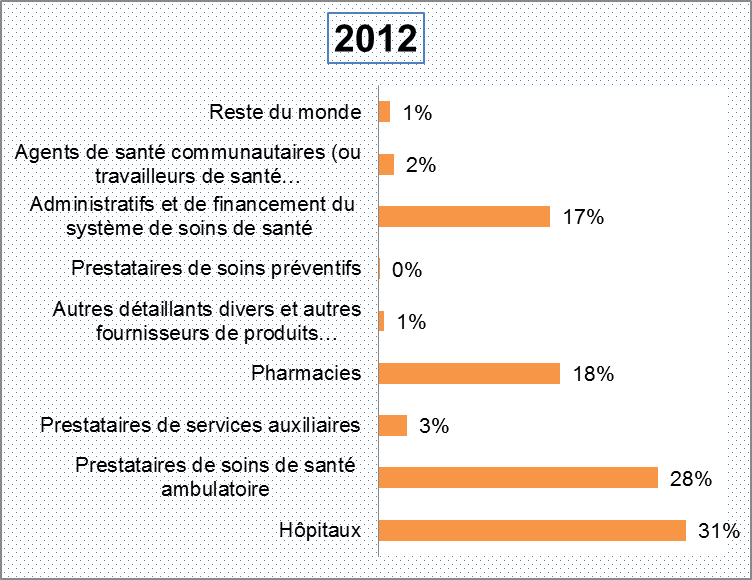 2012
Reste du monde
1%
Agents de santé communautaires (ou
travailleurs de santé…
2%
Administratifs et de financement du
système de soins de santé
17%
Prestataires de soins préventifs
0%
Autres détaillants divers et autres
fournisseurs de produits…
1%
Pharmacies
18%
Prestataires de services auxiliaires
3%
Prestataires de soins de santé
ambulatoire
28%
Hôpitaux
31%